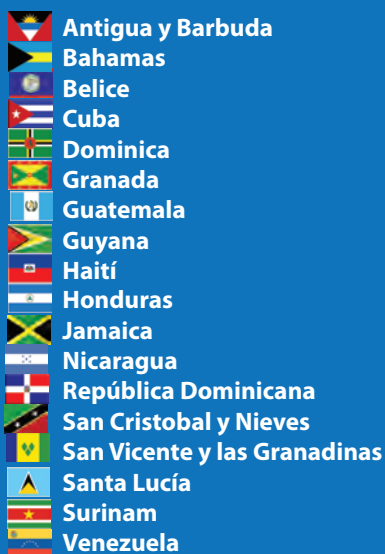 Antigua y Barbuda
Bahamas
Belice
Cuba
Dominica
Granada
Guatemala
Guyana
Haití
Honduras
Jamaica
Nicaragua
República Dominicana
San Cristobal y Nieves
San Vicente y las Granadinas
Santa Lucía
Surinam
Venezuela